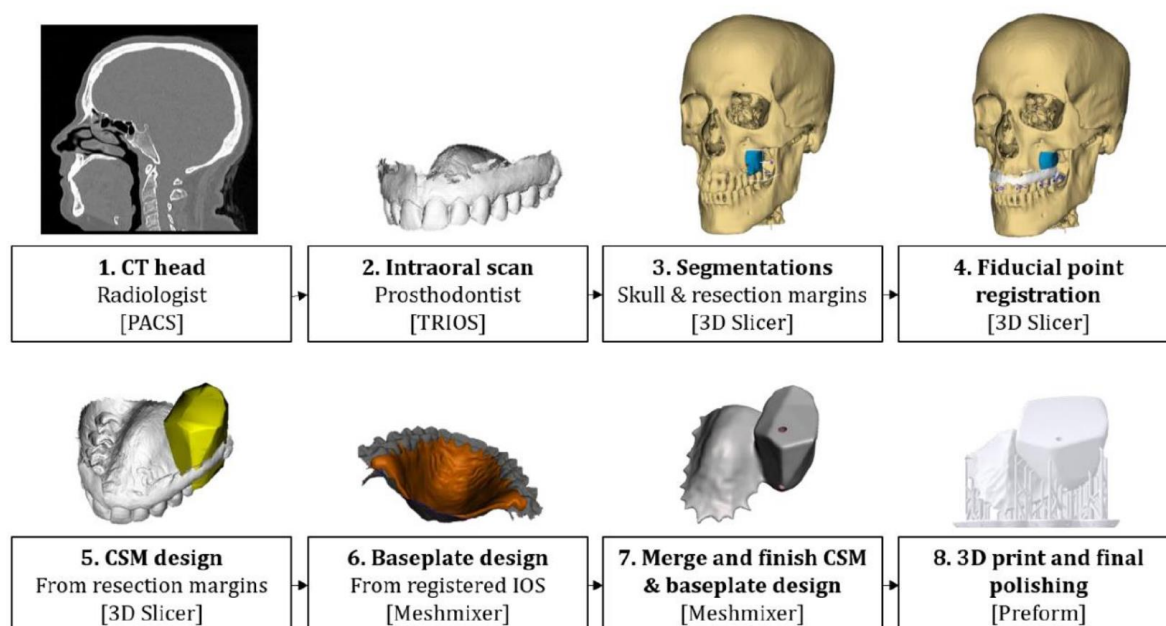 1. CT head
Radiologist
[PACS]
2. Intraoral scan
Prosthodontist
[TRIOS]
3. Segmentations
Skull & resection margins
[3D Slicer]
4. Fiducial point
registration
[3D Slicer]
5. CSM design
From resection margins
[3D Slicer]
6. Baseplate design
From registered IOS
[Meshmixer]
7. Merge and finish CSM
& baseplate design
[Meshmixer]
8. 3D print and final
polishing
[Preform]